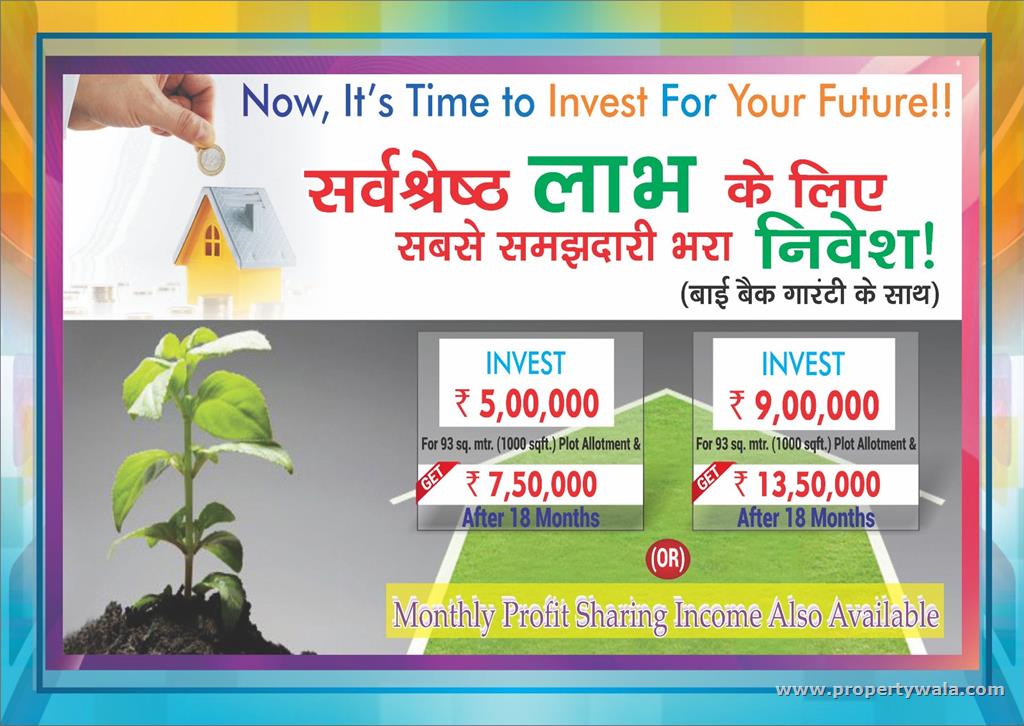 Now, It's Time to Invest For Your Future!!
सर्वश्रेष्ठ लाभ के लिए
सबसे समझदारी भरा निवेश!
(बाई बैक गारंटी के साथ)
INVEST
₹ 5,00,000
For 93 sq. mtr. (1000 sqft.) Plot Allotment &
GET ₹ 7,50,000
After 18 Months
INVEST
₹ 9,00,000
For 93 sq. mtr. (1000 sqft.) Plot Allotment &
GET ₹ 13,50,000
After 18 Months
(OR)
Monthly Profit Sharing Income Also Available
www.propertywala.com